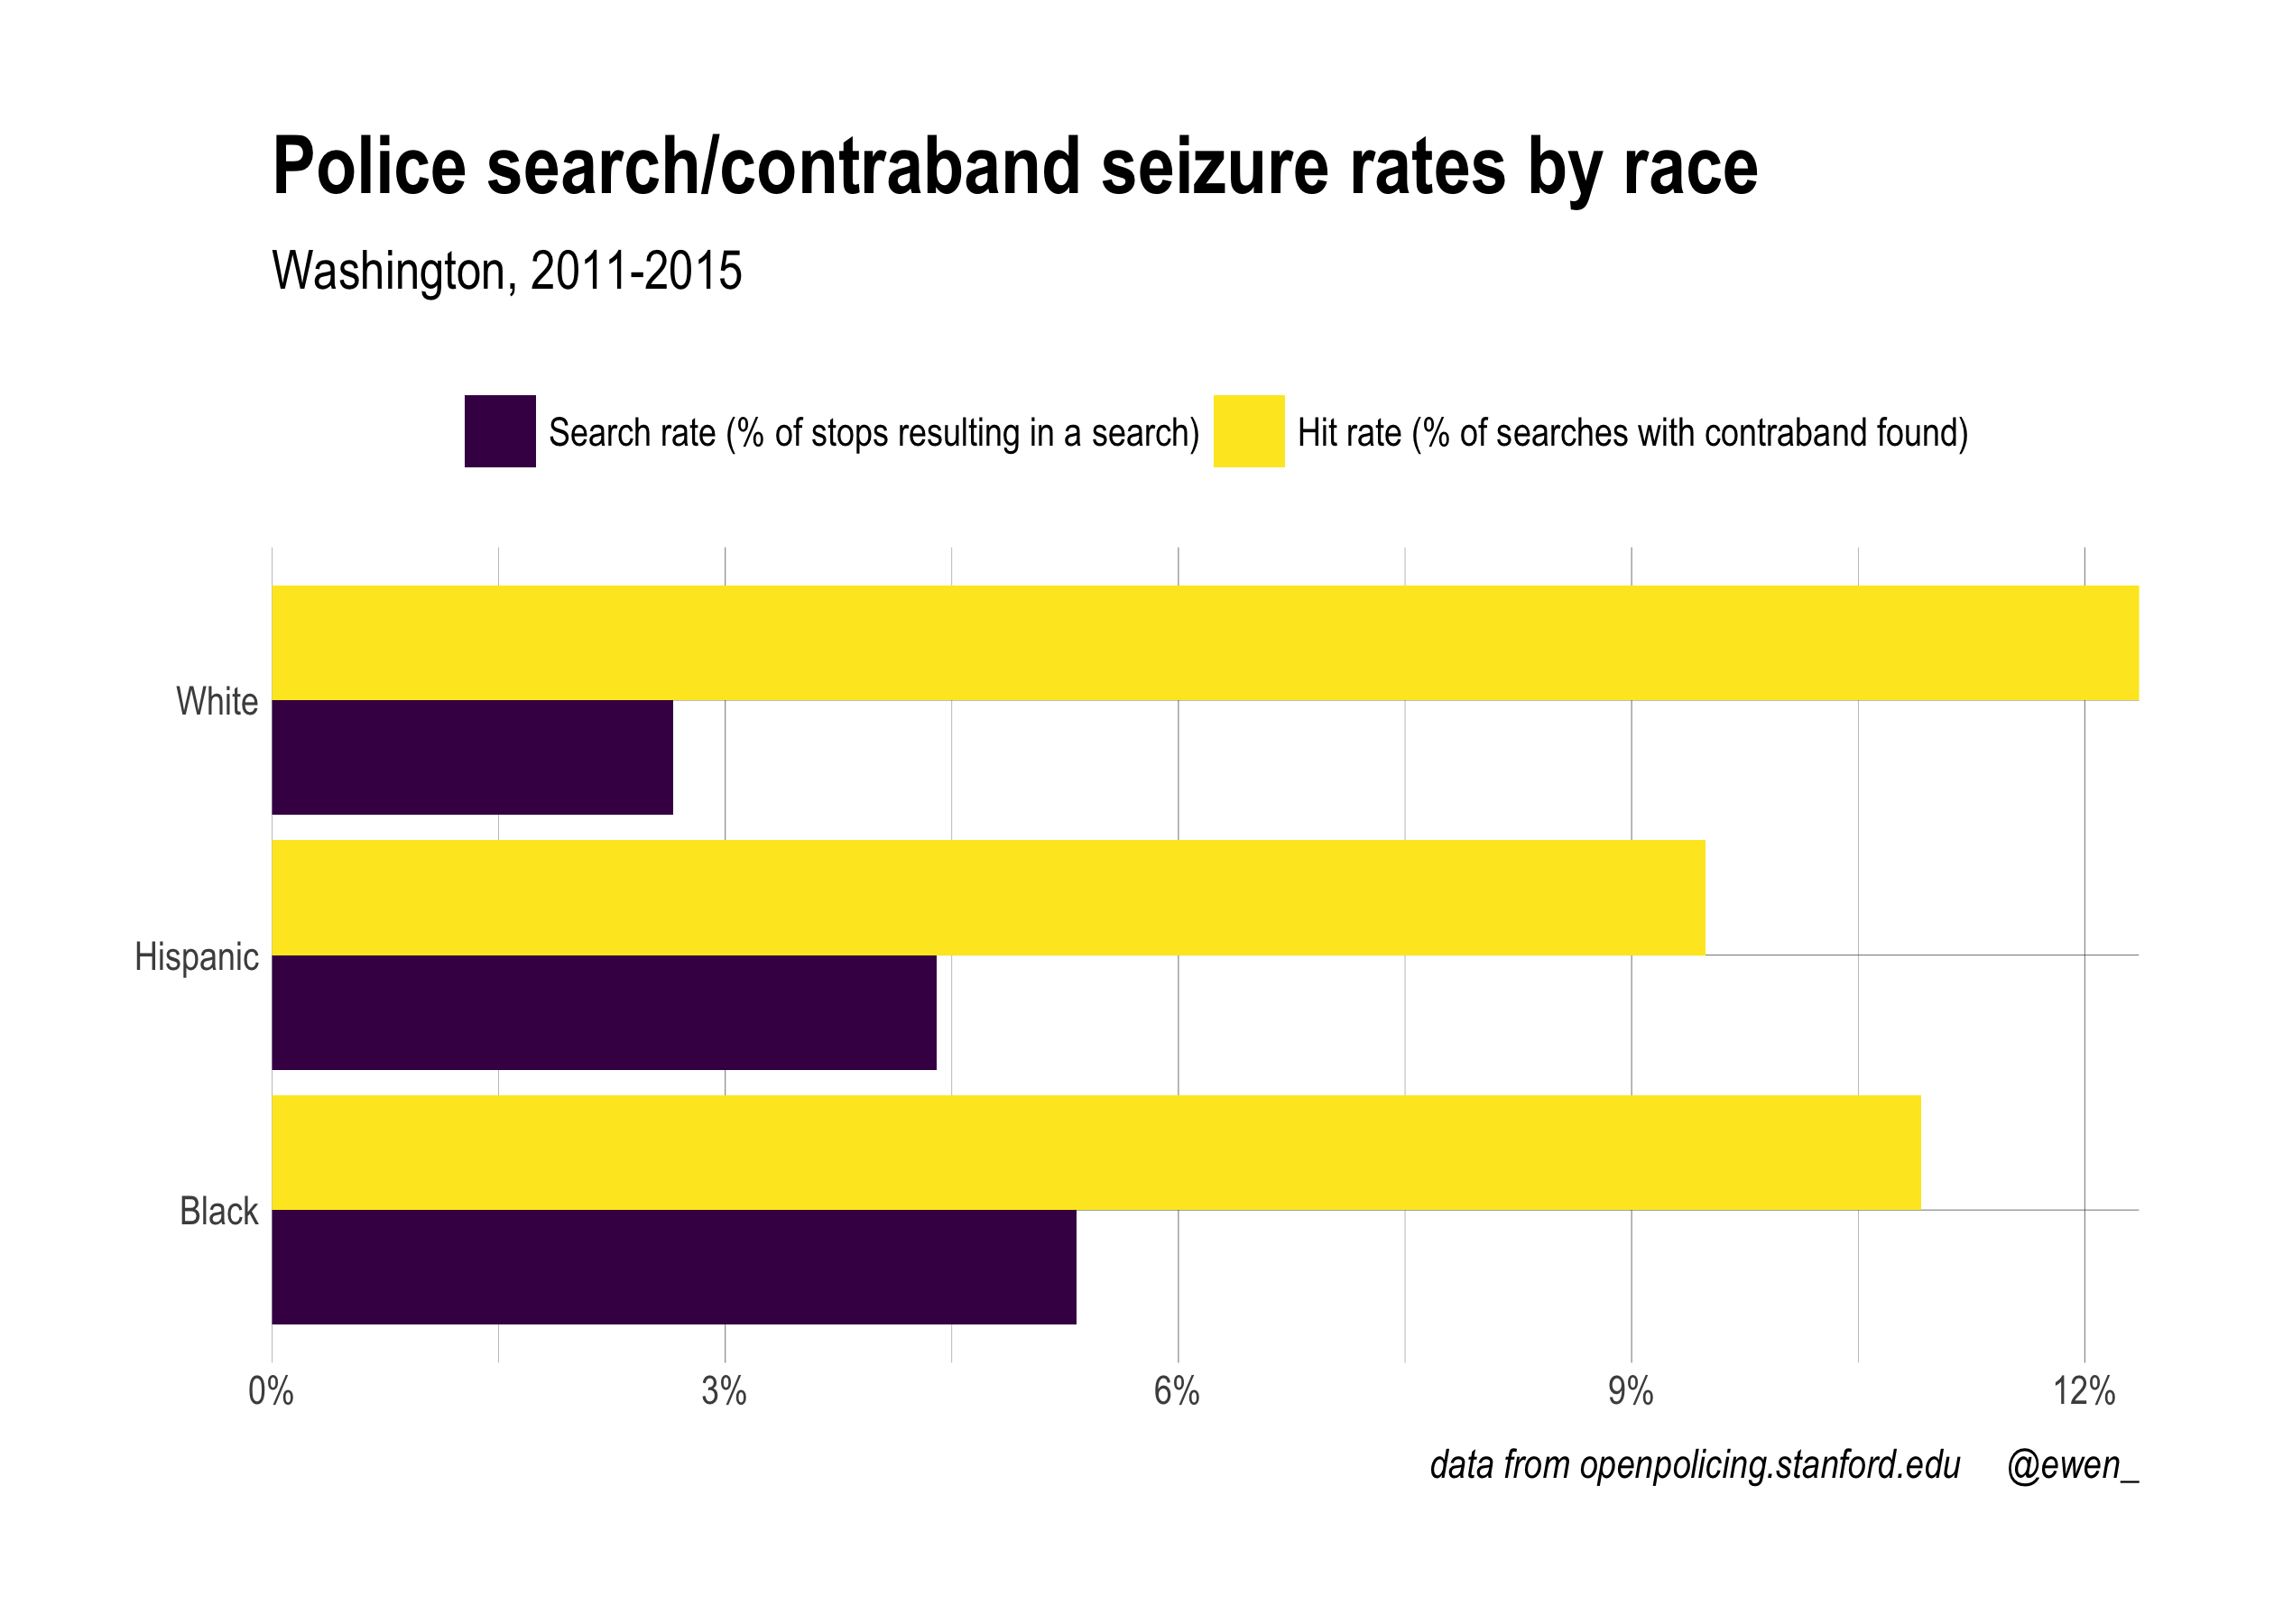 Police search/contraband seizure rates by race
Washington, 2011-2015
Search rate (% of stops resulting in a search) Hit rate (% of searches with contraband found)
White
Hispanic
Black
0% 3% 6% 9% 12%
data from openpolicing.stanford.edu @ewen_